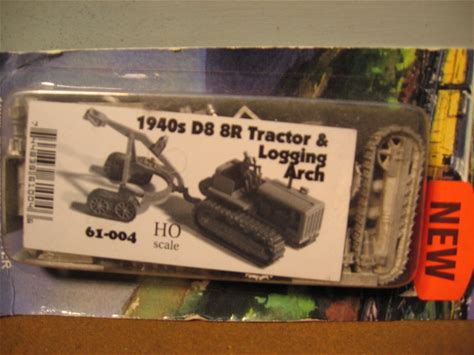 1940s D8 8R Tractor &
Logging
Arch
61-004
HO
scale
NEW